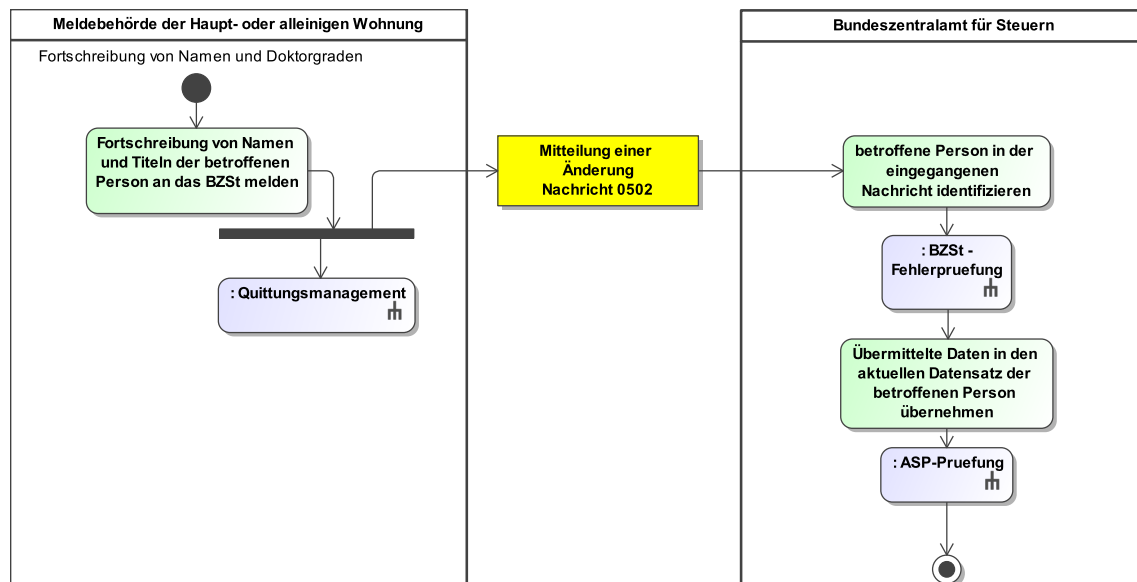 Meldebehörde der Haupt- oder alleinigen Wohnung
Fortschreibung von Namen und Doktorgraden
Fortschreibung von Namen
und Titeln der betroffenen
Person an das BZSt melden
: Quittungsmanagement
Mitteilung einer
Änderung
Nachricht 0502
Bundeszentralamt für Steuern
betroffene Person in der
eingegangenen
Nachricht identifizieren
: BZSt -
Fehlerpruefung
Übermittelte Daten in den
aktuellen Datensatz der
betroffenen Person
übernehmen
: ASP-Pruefung